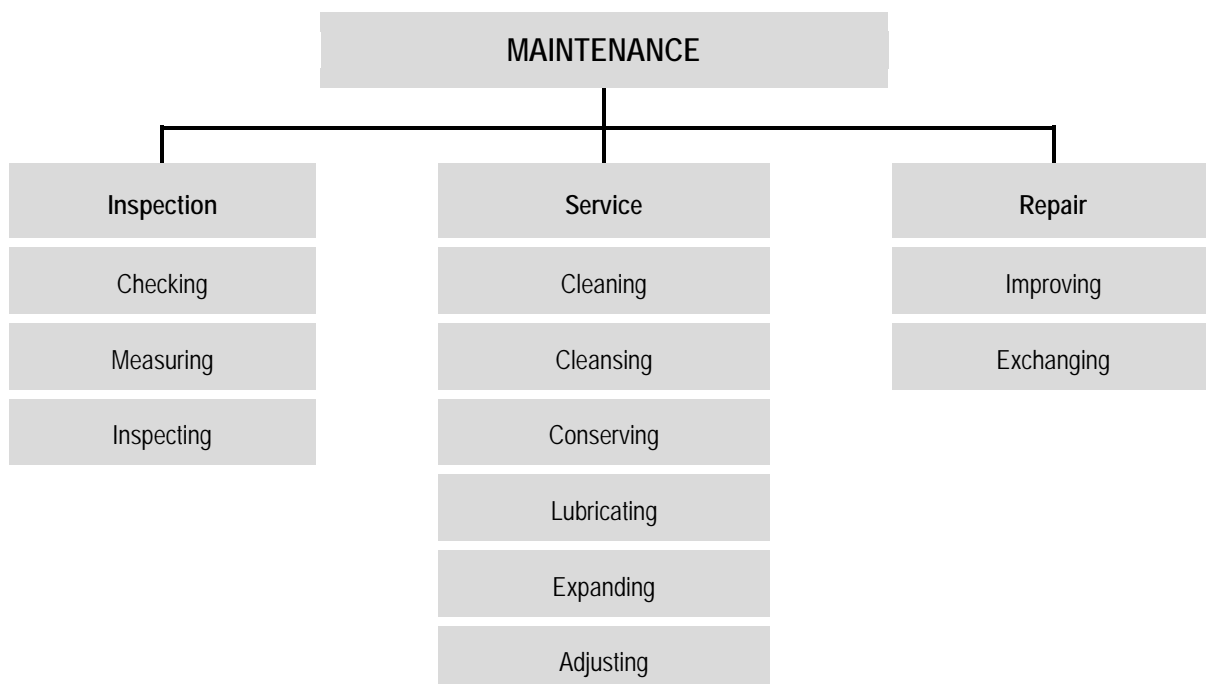 MAINTENANCE
Inspection
Checking
Measuring
Inspecting
Service
Cleaning
Cleansing
Conserving
Lubricating
Expanding
Adjusting
Repair
Improving
Exchanging